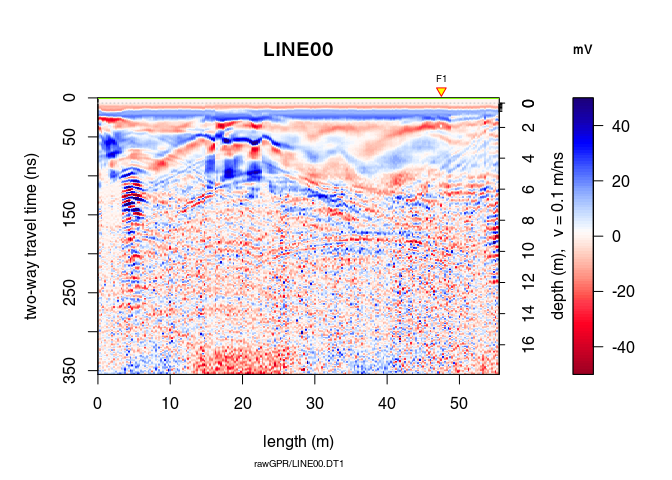 LINE00
mV
F1
0
50
150
250
350
two-way travel time (ns)
0
2
4
6
8
10
12
14
16
depth (m), v = 0.1 m/ns
40
20
0
-20
-40
0 10 20 30 40 50
length (m)
rawGPR/LINE00.DT1